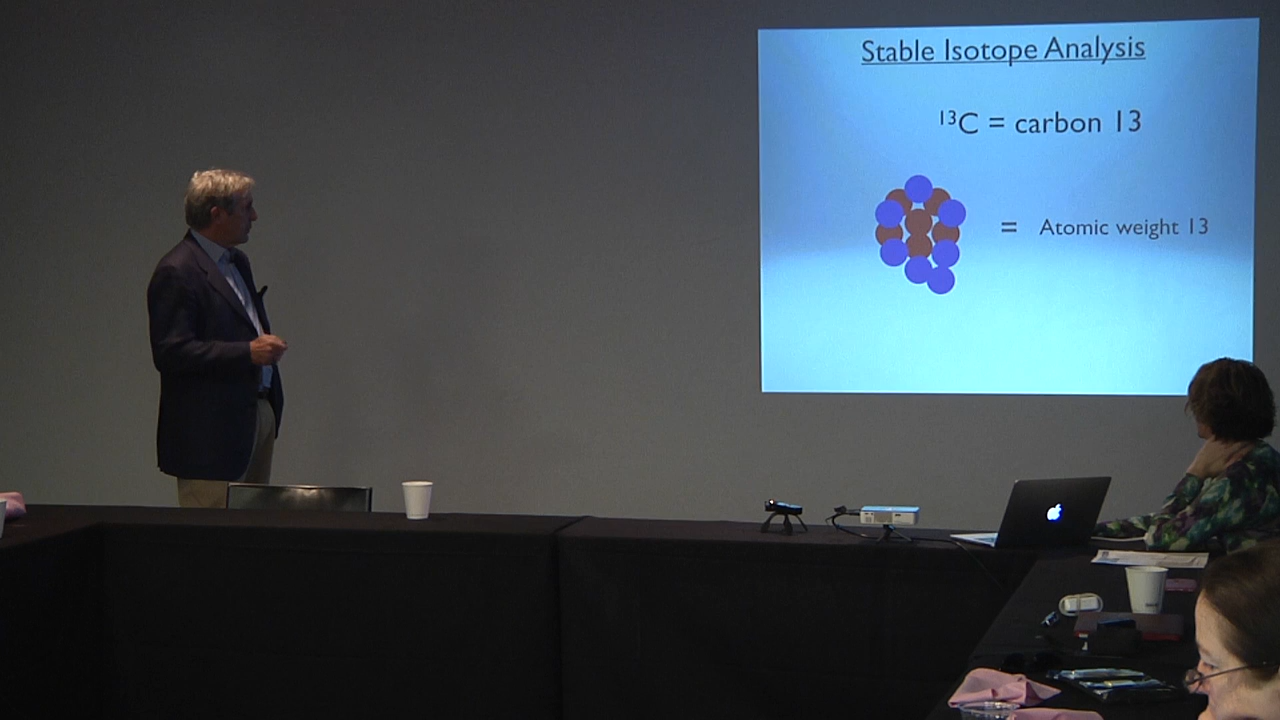 Stable Isotope Analysis
¹³C = carbon 13
= Atomic weight 13